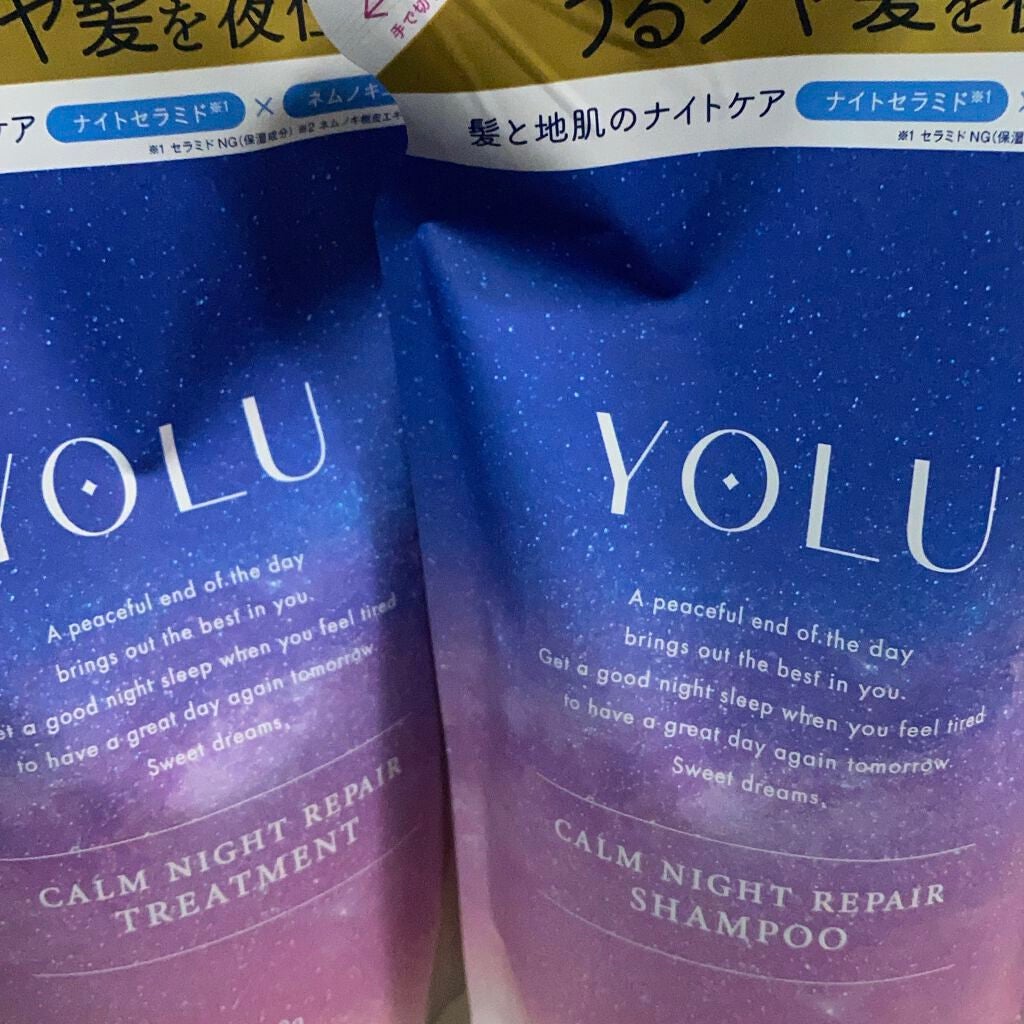 ヤ髪を夜
手で切
ケア ナイトセラミド※1 × ネムノキ
※1 セラミドNG(保湿成分) ※2 ネムノキ樹皮エキ
YOLU
A peaceful end of the day
brings out the best in you.
a good night sleep when you feel tired
to have a great day again tomorrow.
Sweet dreams.
CALM NIGHT REPAIR
TREATMENT
うるツヤ髪を
髪と地肌のナイトケア ナイトセラミド※1 ×
※1 セラミドNG(保湿
YOLU
A peaceful end of the day
brings out the best in you.
Get a good night sleep when you feel tired
to have a great day again tomorrow.
Sweet dreams.
CALM NIGHT REPAIR
SHAMPOO